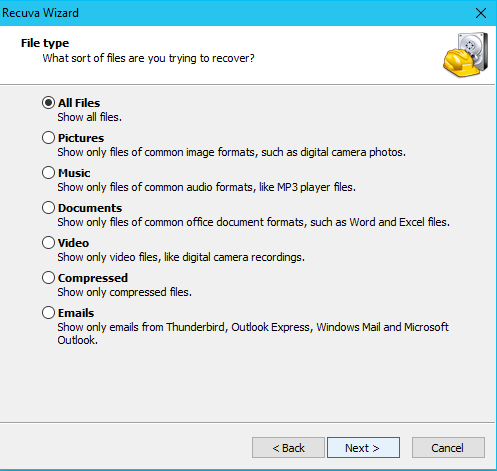 Recuva Wizard
File type
What sort of files are you trying to recover?
All Files
Show all files.
Pictures
Show only files of common image formats, such as digital camera photos.
Music
Show only files of common audio formats, like MP3 player files.
Documents
Show only files of common office document formats, such as Word and Excel files.
Video
Show only video files, like digital camera recordings.
Compressed
Show only compressed files.
Emails
Show only emails from Thunderbird, Outlook Express, Windows Mail and Microsoft
Outlook.
< Back Next > Cancel